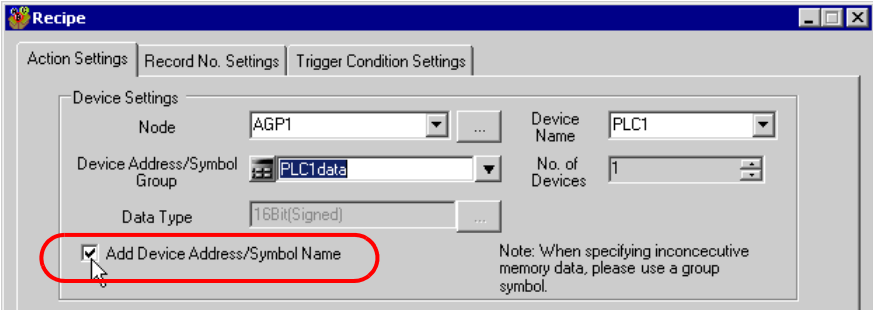 Recipe
Action Settings Record No. Settings Trigger Condition Settings
Device Settings
Node AGP1 ... Device Name PLC1
Device Address/Symbol Group PLC1data No. of Devices 1
Data Type 16Bit(Signed) ...
Add Device Address/Symbol Name
Note: When specifying inconcecutive
memory data, please use a group
symbol.